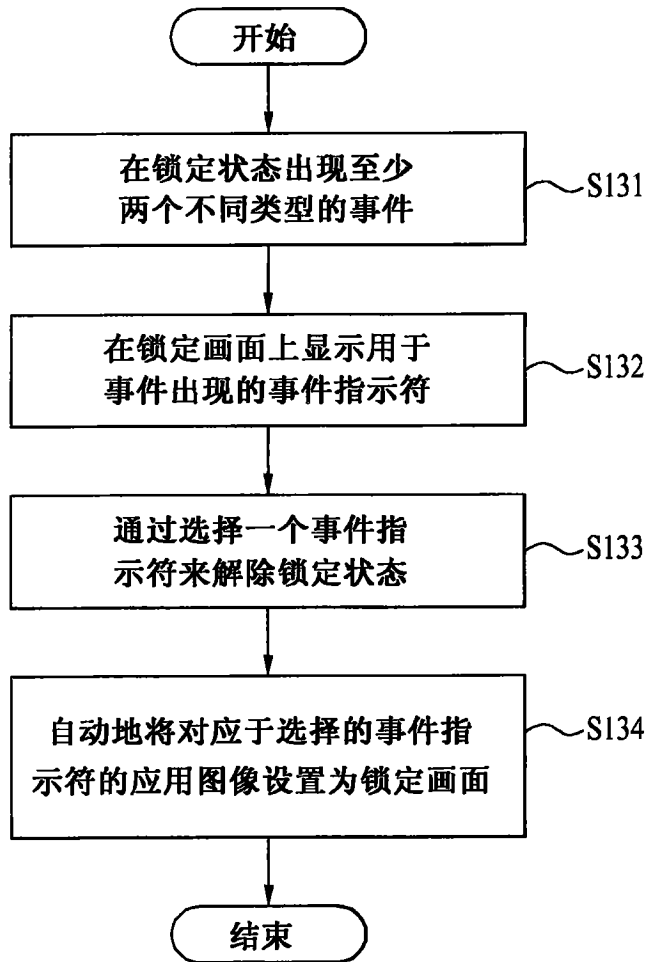 开始
在锁定状态出现至少
两个不同类型的事件
S131
在锁定画面上显示用于
事件出现的事件指示符
S132
通过选择一个事件指
示符来解除锁定状态
S133
自动地将对应于选择的事件指
示符的应用图像设置为锁定画面
S134
结束